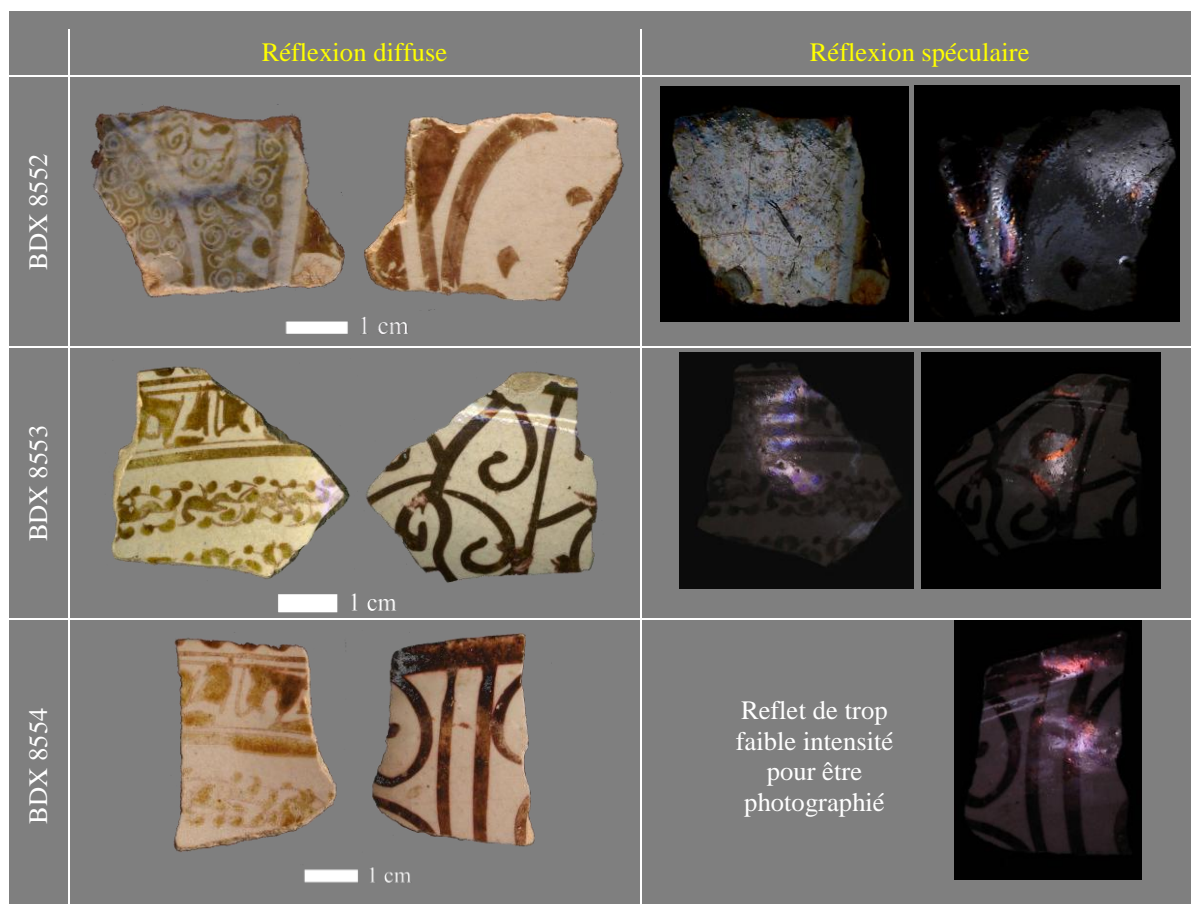 Réflexion diffuse
Réflexion spéculaire
BDX 8552
1 cm
BDX 8553
1 cm
BDX 8554
Reflet de trop
faible intensité
pour être
photographié
1 cm